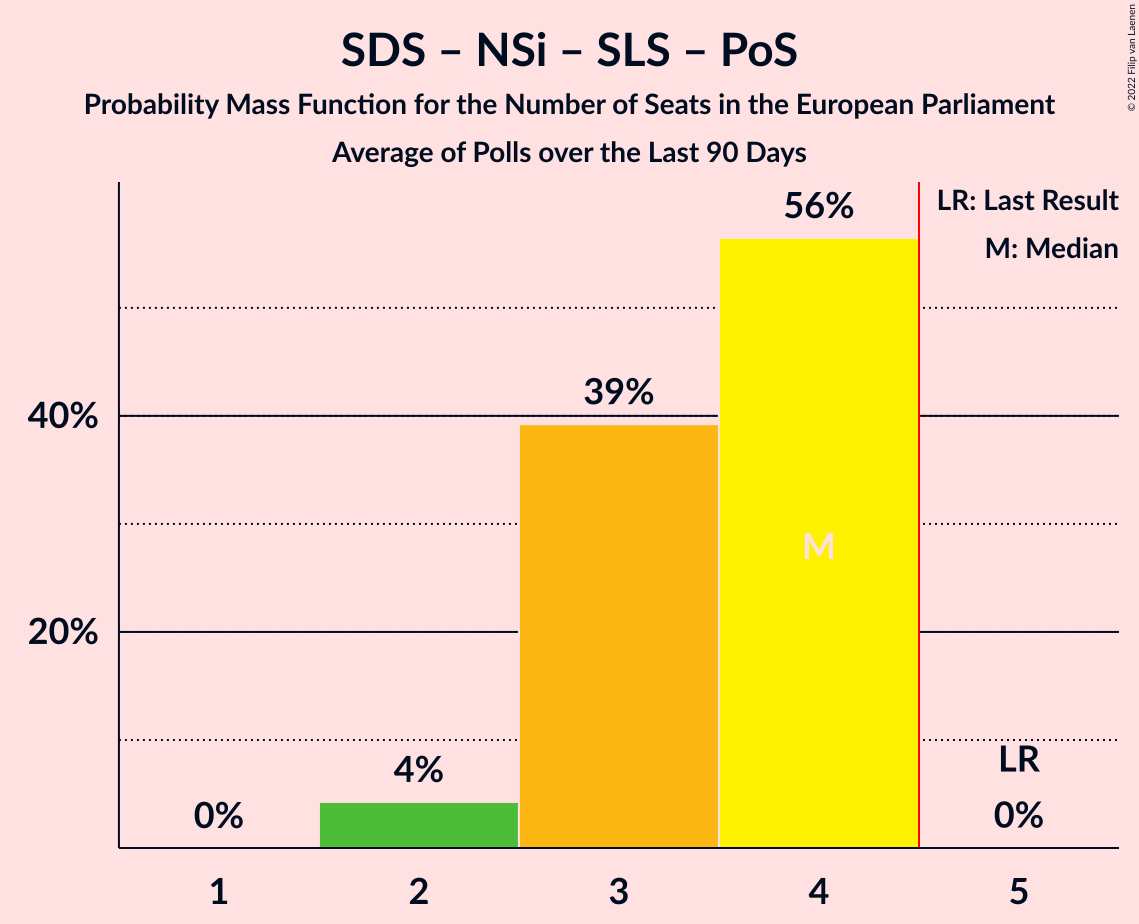 SDS – NSi – SLS – PoS
Probability Mass Function for the Number of Seats in the European Parliament
Average of Polls over the Last 90 Days
© 2022 Filip van Laenen
LR: Last Result
M: Median
56%
39%
40%
M
20%
4%
LR
0%
0%
1
2
3
4
5